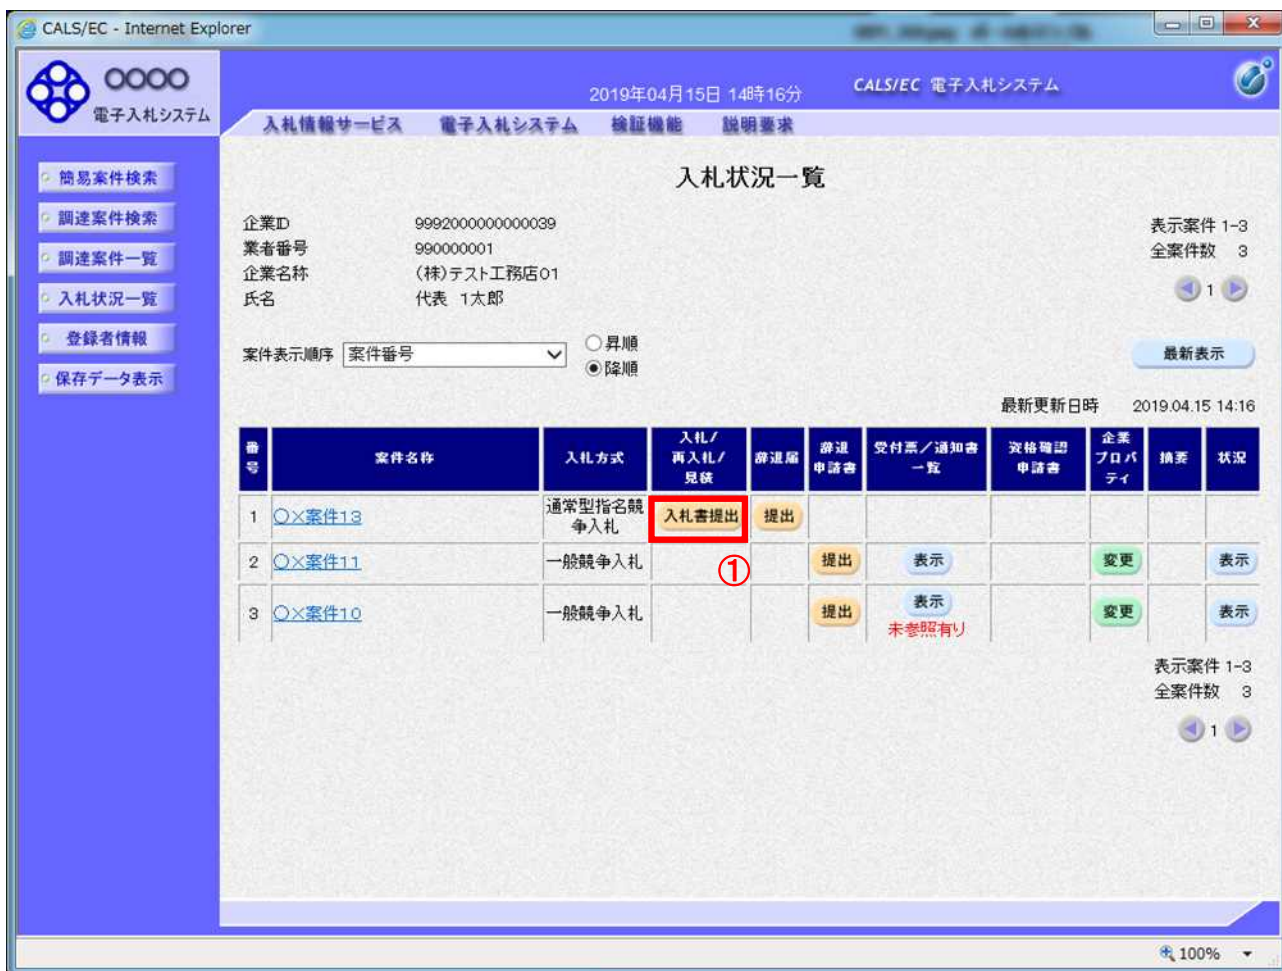 CALS/EC - Internet Explorer
〇〇〇〇
電子入札システム
2019年04月15日 14時16分
CALS/EC 電子入札システム
入札情報サービス 電子入札システム 検証機能 説明要求
簡易案件検索
調達案件検索
調達案件一覧
入札状況一覧
登録者情報
保存データ表示
入札状況一覧
企業ID 9992000000000039
業者番号 990000001
企業名称 (株)テスト工務店01
氏名 代表 1太郎
表示案件 1-3
全案件数 3
1
案件表示順序 案件番号
昇順
降順
最新表示
最新更新日時 2019.04.15 14:16
番号 案件名称 入札方式 入札/再入札/見積 辞退届 辞退申請書 受付票/通知書一覧 資格確認申請書 企業プロパティ 摘要 状況
1 〇×案件13 通常型指名競争入札 入札書提出 提出
①
2 〇×案件11 一般競争入札 提出 表示 変更 表示
3 〇×案件10 一般競争入札 提出 表示 未参照有り 変更 表示
表示案件 1-3
全案件数 3
1
100%